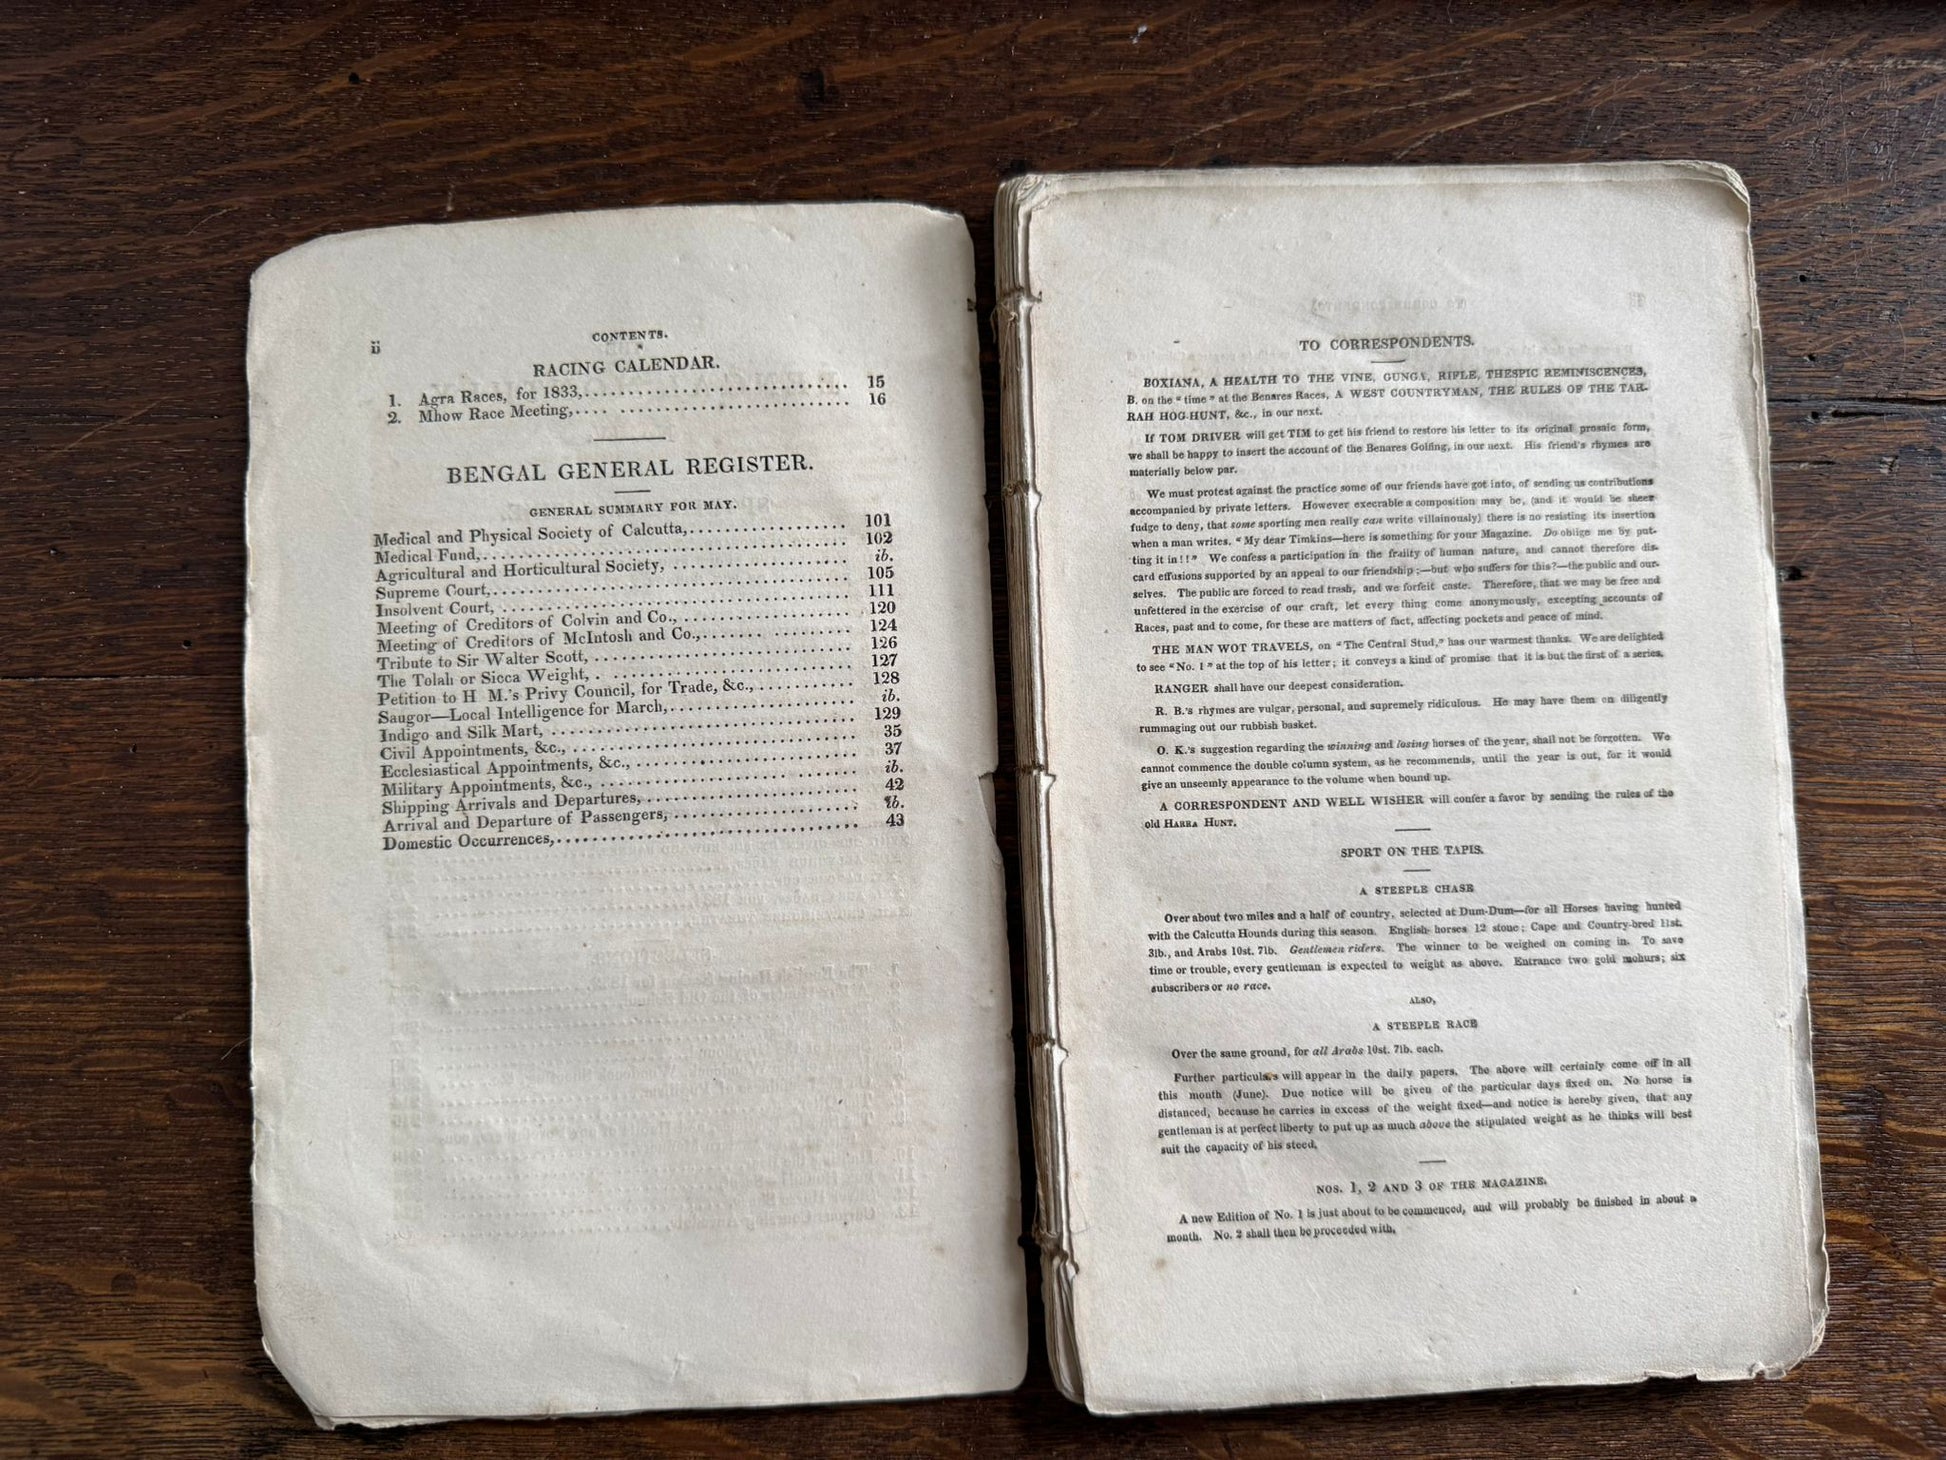 ii
CONTENTS.
RACING CALENDAR.
1. Agra Races, for 1833,.............................. 15
2. Mhow Race Meeting,.... .......................... 16
BENGAL GENERAL REGISTER.
GENERAL SUMMARY FOR MAY.
Medical and Physical Society of Calcutta,.................. 101
Medical Fund,.......................................... 102
Agricultural and Horticultural Society, .................... ib.
Supreme Court,........................................ 105
Insolvent Court, ...................................... 111
Meeting of Creditors of Colvin and Co., .................. 120
Meeting of Creditors of McIntosh and Co.,........ ........ 124
Tribute to Sir Walter Scott, .............................. 126
The Tolah or Sicca Weight, . ............................ 127
Petition to H M.'s Privy Council, for Trade, &c., ............ 128
Saugor—Local Intelligence for March,...................... ib.
Indigo and Silk Mart, .................................. 129
Civil Appointments, &c., ................................ 35
Ecclesiastical Appointments, &c., .......................... 37
Military Appointments, &c., .............................. ib.
Shipping Arrivals and Departures,.......................... 42
Arrival and Departure of Passengers, ...................... ib.
Domestic Occurrences,.................................. 43
TO CORRESPONDENTS.
BOXIANA, A HEALTH TO THE VINE, GUNGA, RIFLE, THESPIC REMINISCENCES,
B. on the "time" at the Benares Races, A WEST COUNTRYMAN, THE RULES OF THE TAR-
RAH HOG-HUNT, &c., in our next.
If TOM DRIVER will get TIM to get his friend to restore his letter to its original prosaic form,
we shall be happy to insert the account of the Benares Golfing, in our next. His friend's rhymes are
materially below par.
We must protest against the practice some of our friends have got into, of sending us contributions
accompanied by private letters. However execrable a composition may be, (and it would be sheer
fudge to deny, that some sporting men really can write villainously) there is no resisting its insertion
when a man writes. "My dear Timkins—here is something for your Magazine. Do oblige me by put-
ting it in!!" We confess a participation in the frailty of human nature, and cannot therefore dis-
card effusions supported by an appeal to our friendship;—but who suffers for this?—the public and our-
selves. The public are forced to read trash, and we forfeit caste. Therefore, that we may be free and
unfettered in the exercise of our craft, let every thing come anonymously, excepting accounts of
Races, past and to come, for these are matters of fact, affecting pockets and peace of mind.
THE MAN WOT TRAVELS, on "The Central Stud," has our warmest thanks. We are delighted
to see "No. 1" at the top of his letter; it conveys a kind of promise that it is but the first of a series.
RANGER shall have our deepest consideration.
R. B.'s rhymes are vulgar, personal, and supremely ridiculous. He may have them on diligently
rummaging out our rubbish basket.
O. K.'s suggestion regarding the winning and losing horses of the year, shall not be forgotten. We
cannot commence the double column system, as he recommends, until the year is out, for it would
give an unseemly appearance to the volume when bound up.
A CORRESPONDENT AND WELL WISHER will confer a favor by sending the rules of the
old HARRA HUNT.
SPORT ON THE TAPIS.
A STEEPLE CHASE
Over about two miles and a half of country, selected at Dum-Dum—for all Horses having hunted
with the Calcutta Hounds during this season. English horses 12 stone; Cape and Country-bred 11st.
3lb., and Arabs 10st. 7lb. Gentlemen riders. The winner to be weighed on coming in. To save
time or trouble, every gentleman is expected to weight as above. Entrance two gold mohurs; six
subscribers or no race.
ALSO,
A STEEPLE RACE
Over the same ground, for all Arabs 10st. 7lb. each.
Further particulars will appear in the daily papers. The above will certainly come off in all
this month (June). Due notice will be given of the particular days fixed on. No horse is
distanced, because he carries in excess of the weight fixed—and notice is hereby given, that any
gentleman is at perfect liberty to put up as much above the stipulated weight as he thinks will best
suit the capacity of his steed.
NOS. 1, 2 AND 3 OF THE MAGAZINE.
A new Edition of No. 1 is just about to be commenced, and will probably be finished in about a
month. No. 2 shall then be proceeded with.